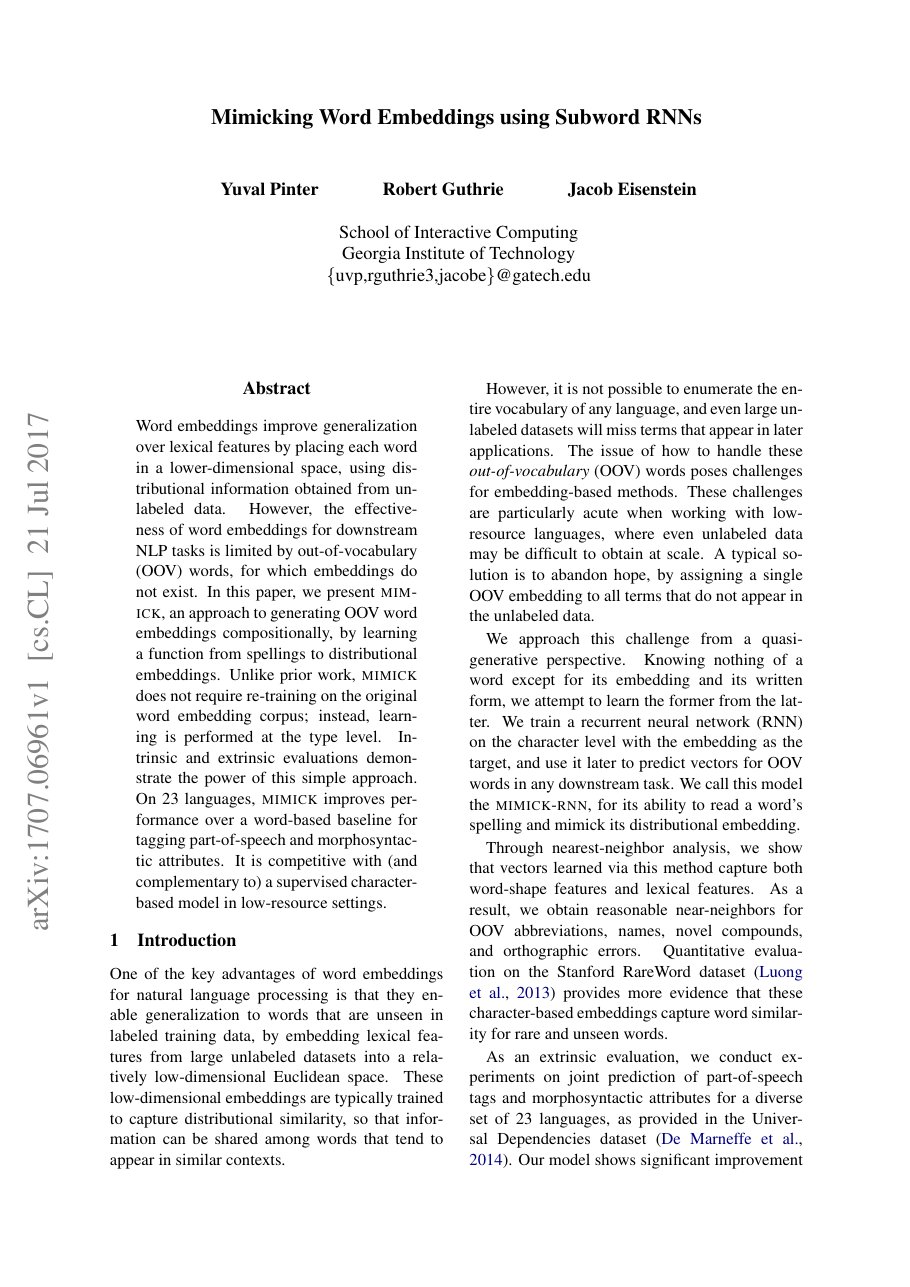 Mimicking Word Embeddings using Subword RNNs
Yuval Pinter Robert Guthrie Jacob Eisenstein
School of Interactive Computing
Georgia Institute of Technology
{uvp,rguthrie3,jacobe}@gatech.edu
arXiv:1707.06961v1 [cs.CL] 21 Jul 2017
Abstract
Word embeddings improve generalization
over lexical features by placing each word
in a lower-dimensional space, using dis-
tributional information obtained from un-
labeled data. However, the effective-
ness of word embeddings for downstream
NLP tasks is limited by out-of-vocabulary
(OOV) words, for which embeddings do
not exist. In this paper, we present MIM-
ICK, an approach to generating OOV word
embeddings compositionally, by learning
a function from spellings to distributional
embeddings. Unlike prior work, MIMICK
does not require re-training on the original
word embedding corpus; instead, learn-
ing is performed at the type level. In-
trinsic and extrinsic evaluations demon-
strate the power of this simple approach.
On 23 languages, MIMICK improves per-
formance over a word-based baseline for
tagging part-of-speech and morphosyntac-
tic attributes. It is competitive with (and
complementary to) a supervised character-
based model in low-resource settings.
1 Introduction
One of the key advantages of word embeddings
for natural language processing is that they en-
able generalization to words that are unseen in
labeled training data, by embedding lexical fea-
tures from large unlabeled datasets into a rela-
tively low-dimensional Euclidean space. These
low-dimensional embeddings are typically trained
to capture distributional similarity, so that infor-
mation can be shared among words that tend to
appear in similar contexts.
However, it is not possible to enumerate the en-
tire vocabulary of any language, and even large un-
labeled datasets will miss terms that appear in later
applications. The issue of how to handle these
out-of-vocabulary (OOV) words poses challenges
for embedding-based methods. These challenges
are particularly acute when working with low-
resource languages, where even unlabeled data
may be difficult to obtain at scale. A typical so-
lution is to abandon hope, by assigning a single
OOV embedding to all terms that do not appear in
the unlabeled data.
We approach this challenge from a quasi-
generative perspective. Knowing nothing of a
word except for its embedding and its written
form, we attempt to learn the former from the lat-
ter. We train a recurrent neural network (RNN)
on the character level with the embedding as the
target, and use it later to predict vectors for OOV
words in any downstream task. We call this model
the MIMICK-RNN, for its ability to read a word's
spelling and mimick its distributional embedding.
Through nearest-neighbor analysis, we show
that vectors learned via this method capture both
word-shape features and lexical features. As a
result, we obtain reasonable near-neighbors for
OOV abbreviations, names, novel compounds,
and orthographic errors. Quantitative evalua-
tion on the Stanford RareWord dataset (Luong
et al., 2013) provides more evidence that these
character-based embeddings capture word similar-
ity for rare and unseen words.
As an extrinsic evaluation, we conduct ex-
periments on joint prediction of part-of-speech
tags and morphosyntactic attributes for a diverse
set of 23 languages, as provided in the Univer-
sal Dependencies dataset (De Marneffe et al.,
2014). Our model shows significant improvement